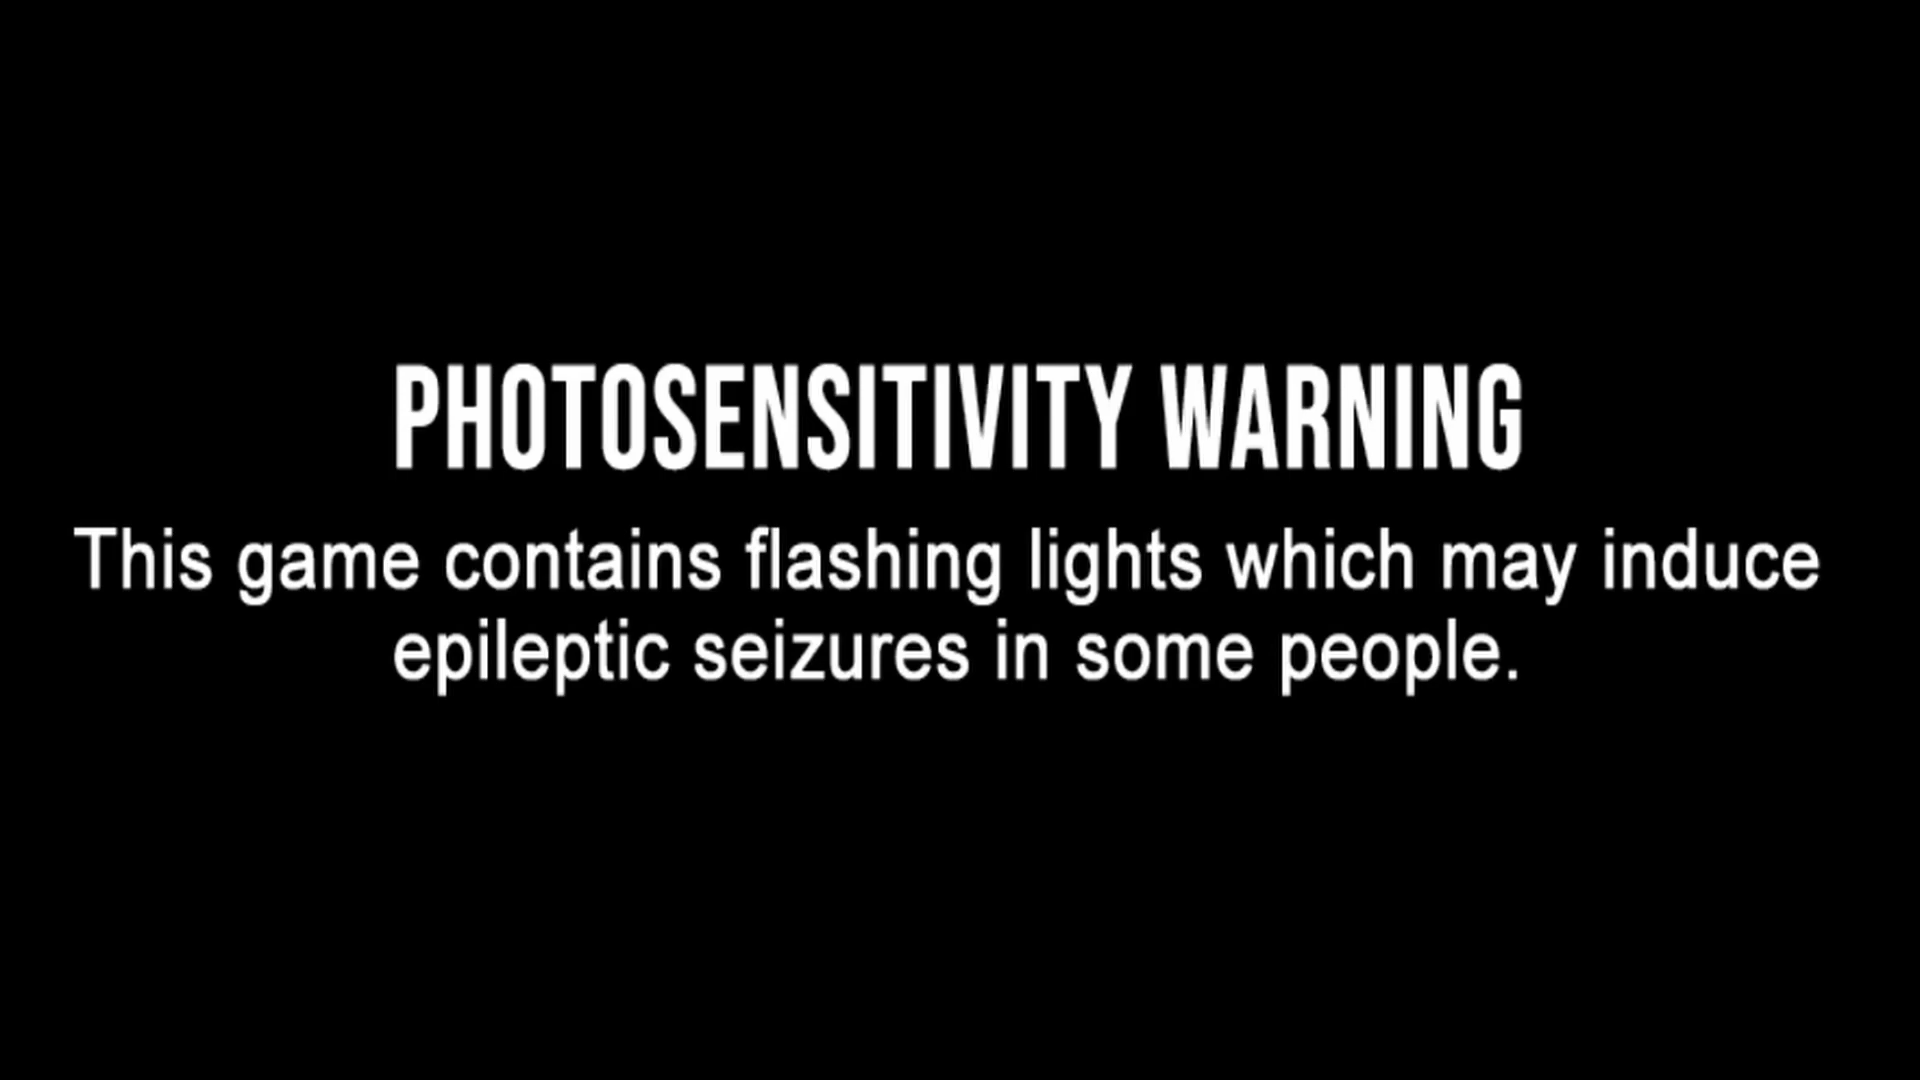 PHOTOSENSITIVITY WARNING
This game contains flashing lights which may induce
epileptic seizures in some people.